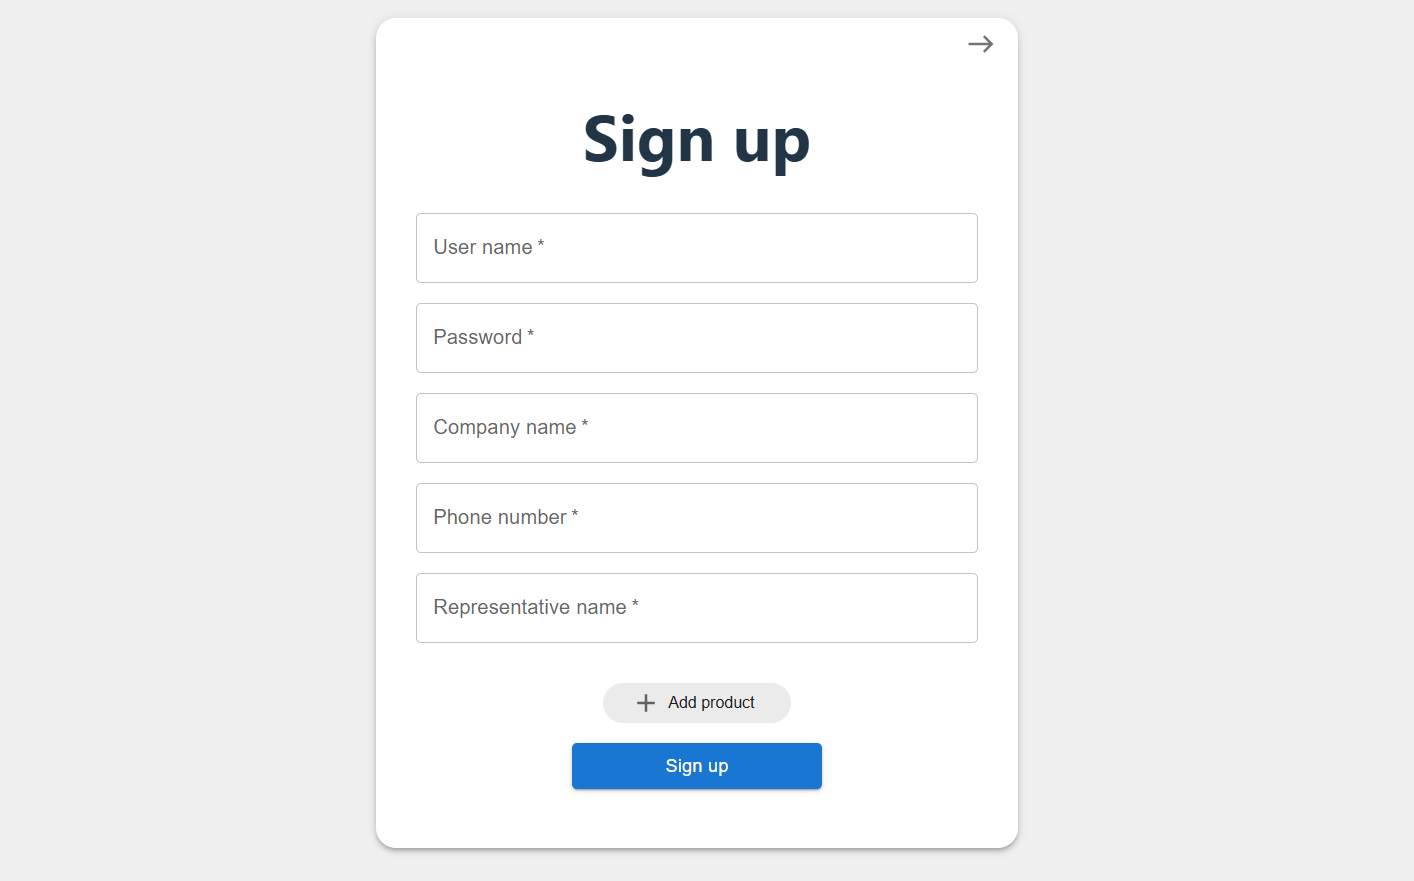 Sign up
User name *
Password *
Company name *
Phone number *
Representative name *
Add product
Sign up